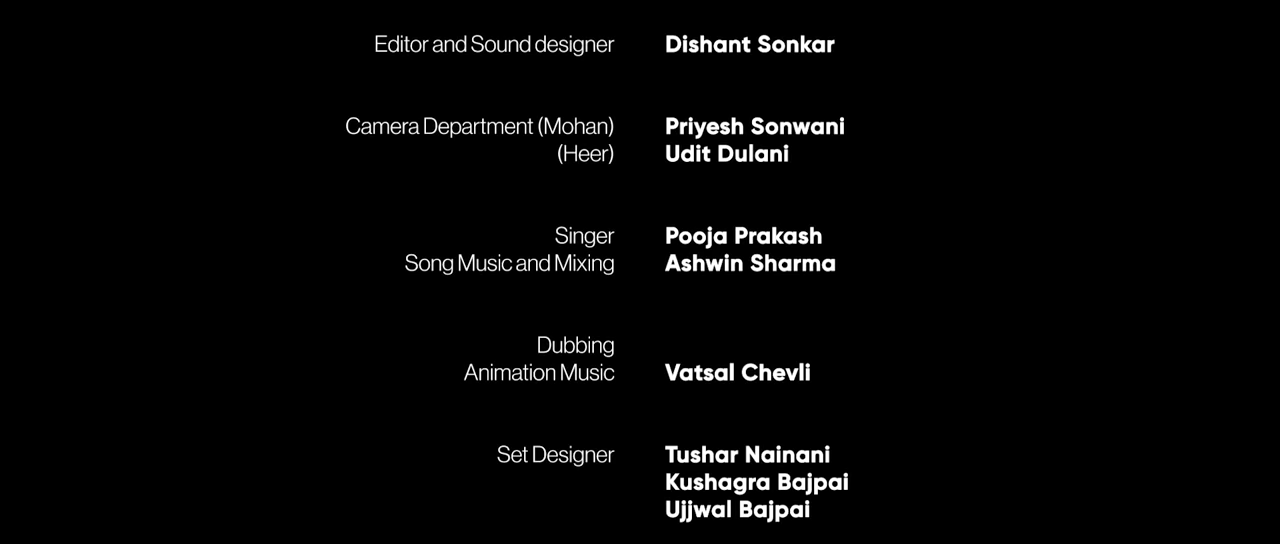 Editor and Sound designer Dishant Sonkar
Camera Department (Mohan) Priyesh Sonwani
(Heer) Udit Dulani
Singer Pooja Prakash
Song Music and Mixing Ashwin Sharma
Dubbing
Animation Music Vatsal Chevli
Set Designer Tushar Nainani
Kushagra Bajpai
Ujjwal Bajpai